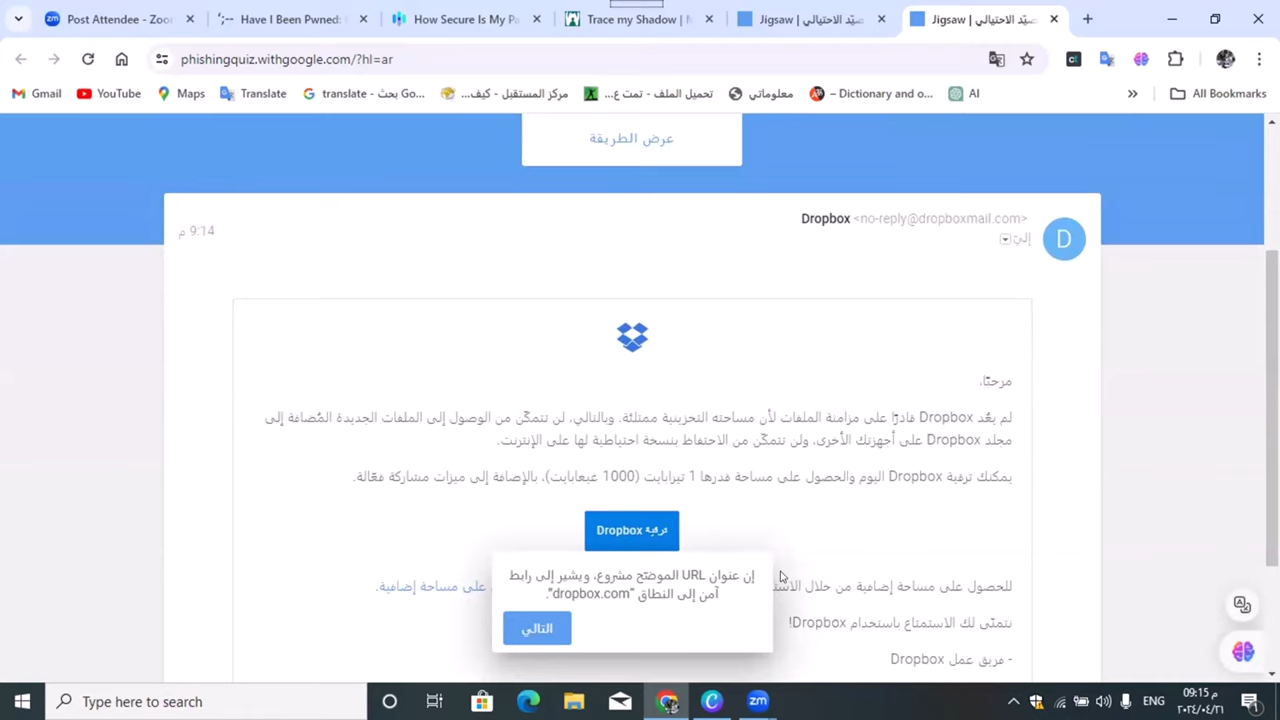 Post Attendee - Zoo
Have I Been Pwned:
How Secure Is My Pa
Trace my Shadow | M
Jigsaw | صيّد الاحتيالي
Jigsaw | صيّد الاحتيالي
phishingquiz.withgoogle.com/?hl=ar
Gmail
YouTube
Maps
Translate
translate - بحث Go...
مركز المستقبل - كيف...
تحميل الملف - تمت ع...
معلوماتي
– Dictionary and o...
AI
All Bookmarks
عرض الطريقة
Dropbox <no-reply@dropboxmail.com>
9:14 م
إليّ
D
مرحبًا،
لم يعُد Dropbox قادرًا على مزامنة الملفات لأن مساحته التخزينية ممتلئة. وبالتالي، لن تتمكّن من الوصول إلى الملفات الجديدة المُضافة إلى
مجلد Dropbox على أجهزتك الأخرى، ولن تتمكّن من الاحتفاظ بنسخة احتياطية لها على الإنترنت.
يمكنك ترقية Dropbox اليوم والحصول على مساحة قدرها 1 تيرابايت (1000 غيغابايت)، بالإضافة إلى ميزات مشاركة فعّالة.
ترقية Dropbox
إن عنوان URL الموضّح مشروع، ويشير إلى رابط
آمن إلى النطاق "dropbox.com".
التالي
للحصول على مساحة إضافية من خلال
على مساحة إضافية.
نتمنّى لك الاستمتاع باستخدام Dropbox!
- فريق عمل Dropbox
Type here to search
ENG
09:15 م
٢٠٢٤/٠٤/٢١
1